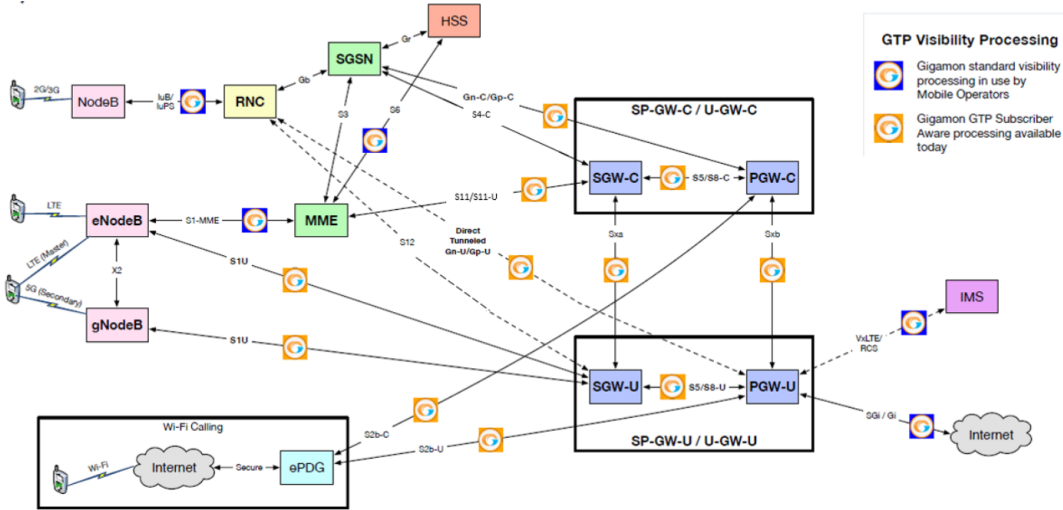 HSS
GTP Visibility Processing
Gigamon standard visibility
processing in use by
Mobile Operators
Gigamon GTP Subscriber
Aware processing available
today
Gr
SGSN
Gb
2G/3G
NodeB
IuB/
IuPS
RNC
Gn-C/Gp-C
S4-C
S3
S6
SP-GW-C / U-GW-C
SGW-C
S5/S8-C
PGW-C
S11/S11-U
LTE
eNodeB
S1-MME
MME
Direct
Tunneled
Gn-U/Gp-U
S12
Sxa
Sxb
LTE (Master)
X2
S1U
5G (Secondary)
gNodeB
S1U
IMS
VxLTE/
RCS
SGW-U
S5/S8-U
PGW-U
SGi / Gi
Internet
SP-GW-U / U-GW-U
S2b-C
S2b-U
Wi-Fi Calling
Wi-Fi
Internet
Secure
ePDG